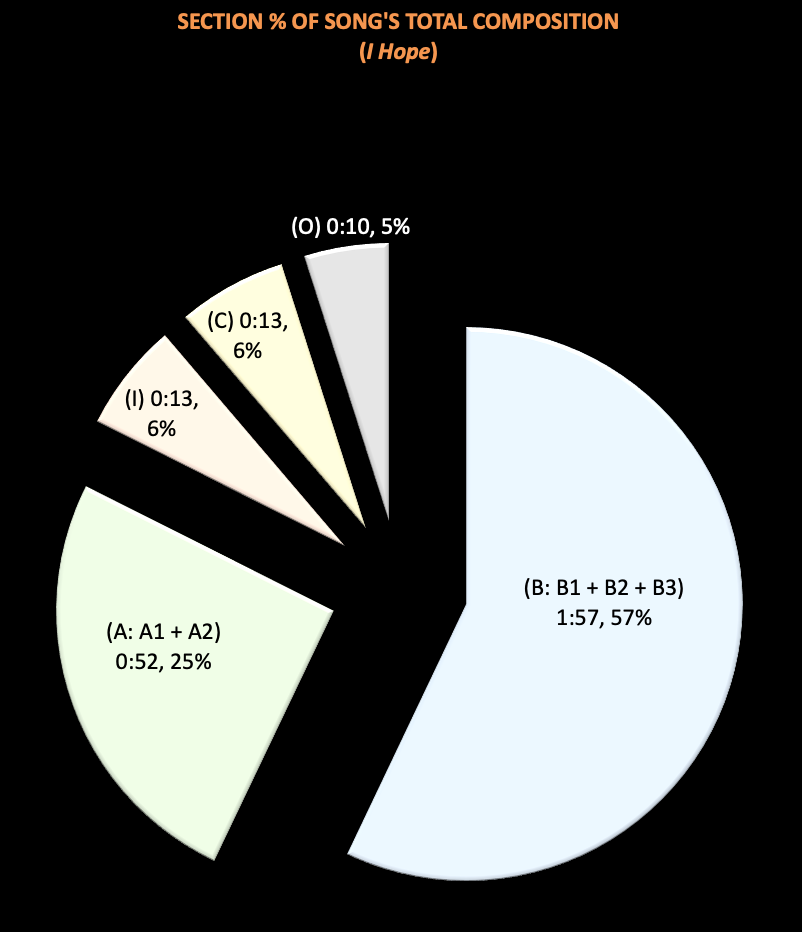 SECTION % OF SONG'S TOTAL COMPOSITION
(I Hope)
(O) 0:10, 5%
(C) 0:13,
6%
(I) 0:13,
6%
(B: B1 + B2 + B3)
1:57, 57%
(A: A1 + A2)
0:52, 25%